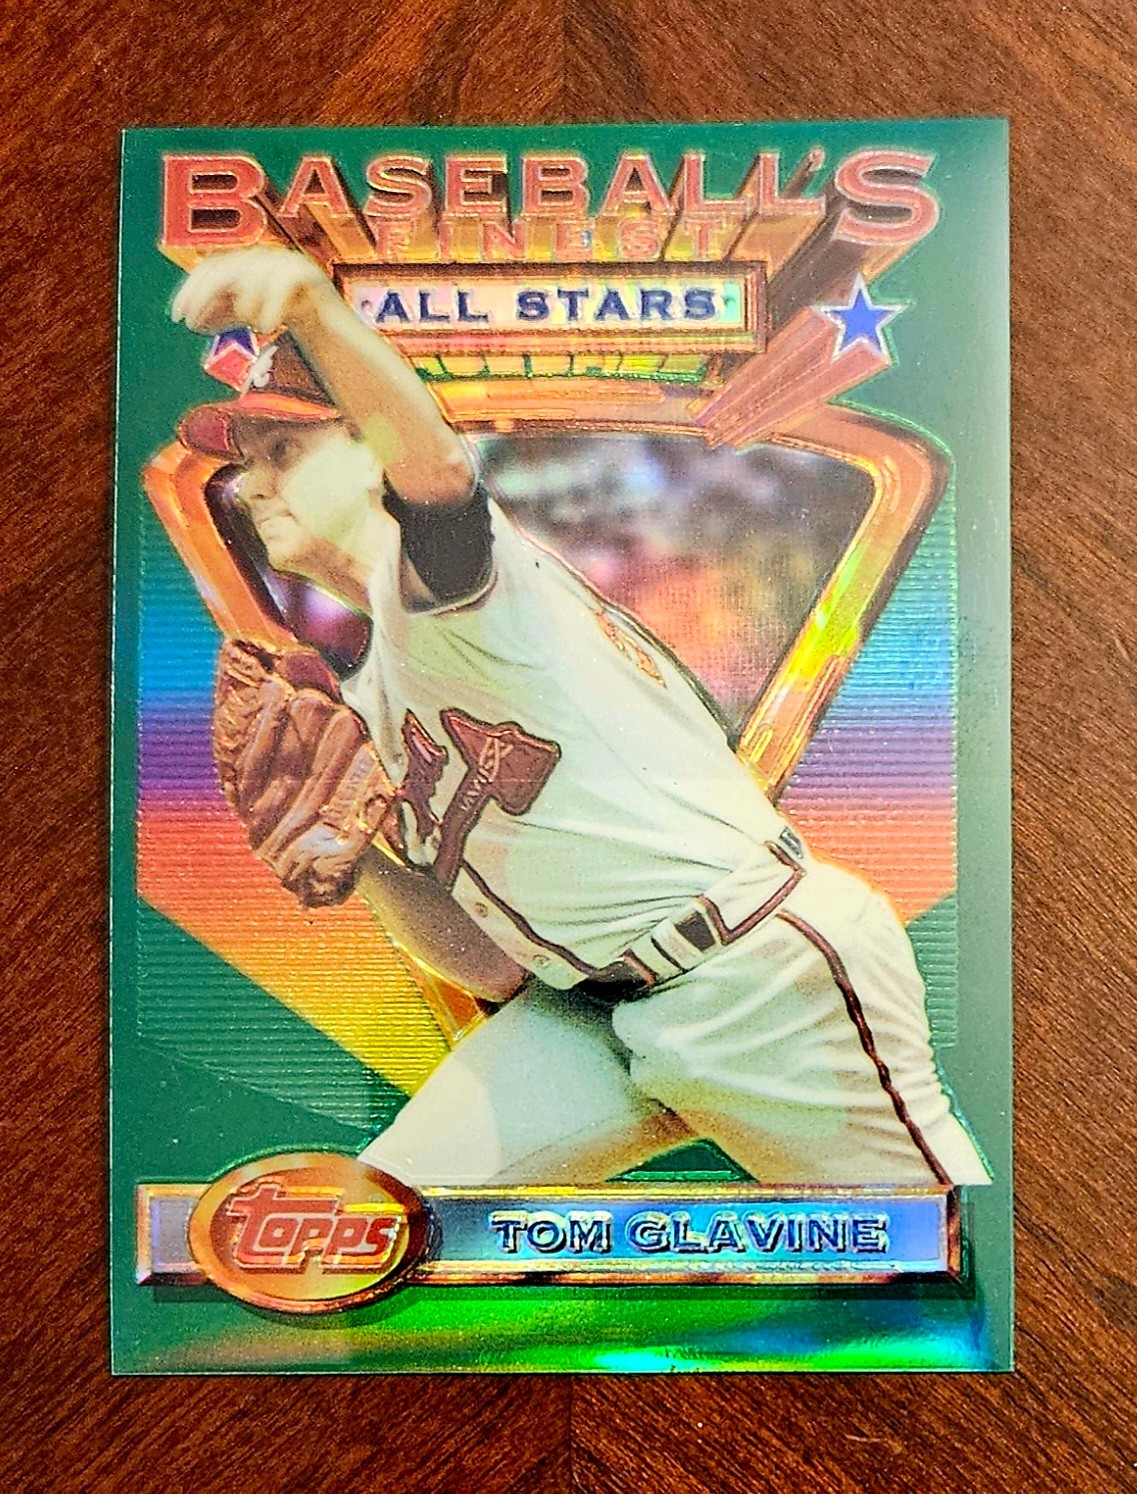 BASEBALL'S
FINEST
ALL STARS
topps
TOM GLAVINE